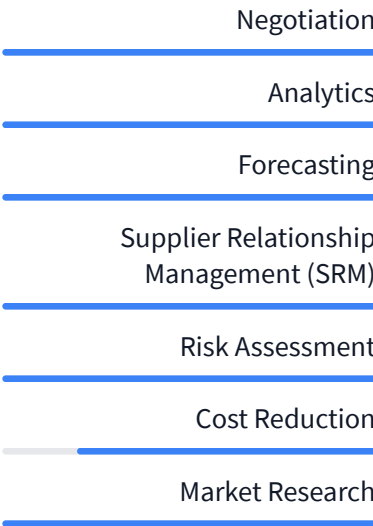 Negotiation
Analytics
Forecasting
Supplier Relationship
Management (SRM)
Risk Assessment
Cost Reduction
Market Research